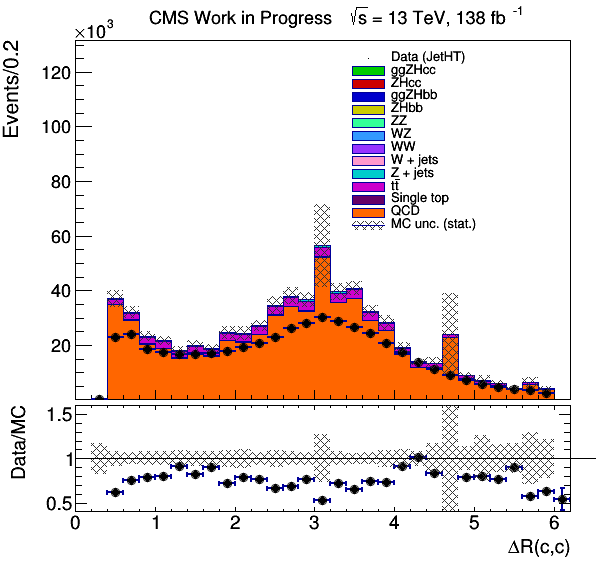 CMS Work in Progress √s = 13 TeV, 138 fb⁻¹
×10³
Events/0.2
120
100
80
60
40
20
Data (JetHT)
ggZHcc
ZHcc
ggZHbb
ZHbb
ZZ
WZ
WW
W + jets
Z + jets
tt̄
Single top
QCD
MC unc. (stat.)
Data/MC
1.5
1
0.5
0 1 2 3 4 5 6
ΔR(c,c)